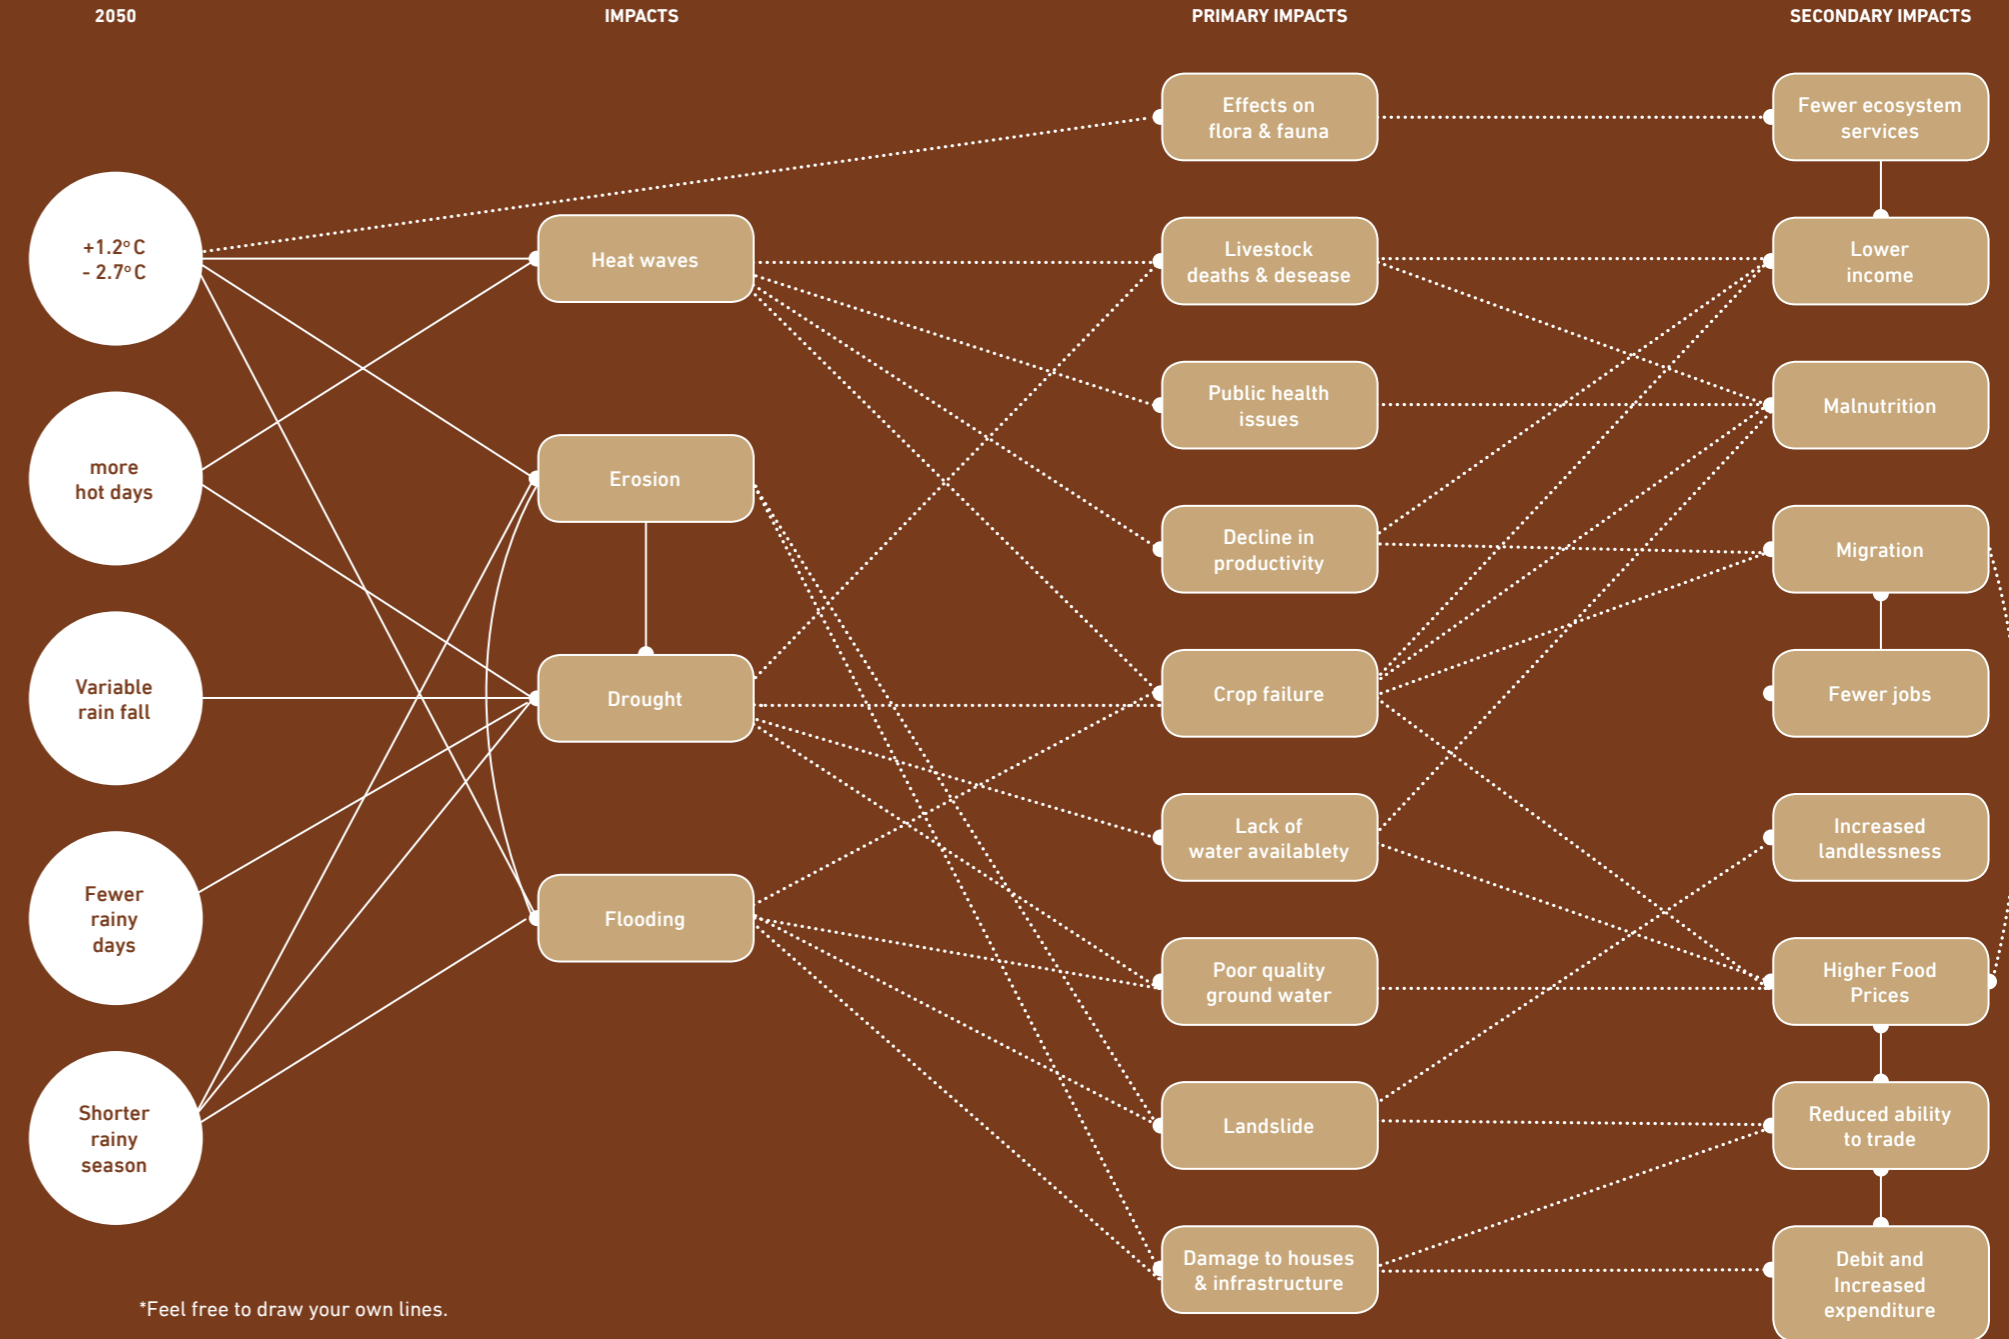 2050
IMPACTS
PRIMARY IMPACTS
SECONDARY IMPACTS
+1.2°C
- 2.7°C
more
hot days
Variable
rain fall
Fewer
rainy
days
Shorter
rainy
season
Heat waves
Erosion
Drought
Flooding
Effects on
flora & fauna
Livestock
deaths & desease
Public health
issues
Decline in
productivity
Crop failure
Lack of
water availablety
Poor quality
ground water
Landslide
Damage to houses
& infrastructure
Fewer ecosystem
services
Lower
income
Malnutrition
Migration
Fewer jobs
Increased
landlessness
Higher Food
Prices
Reduced ability
to trade
Debit and
Increased
expenditure
*Feel free to draw your own lines.